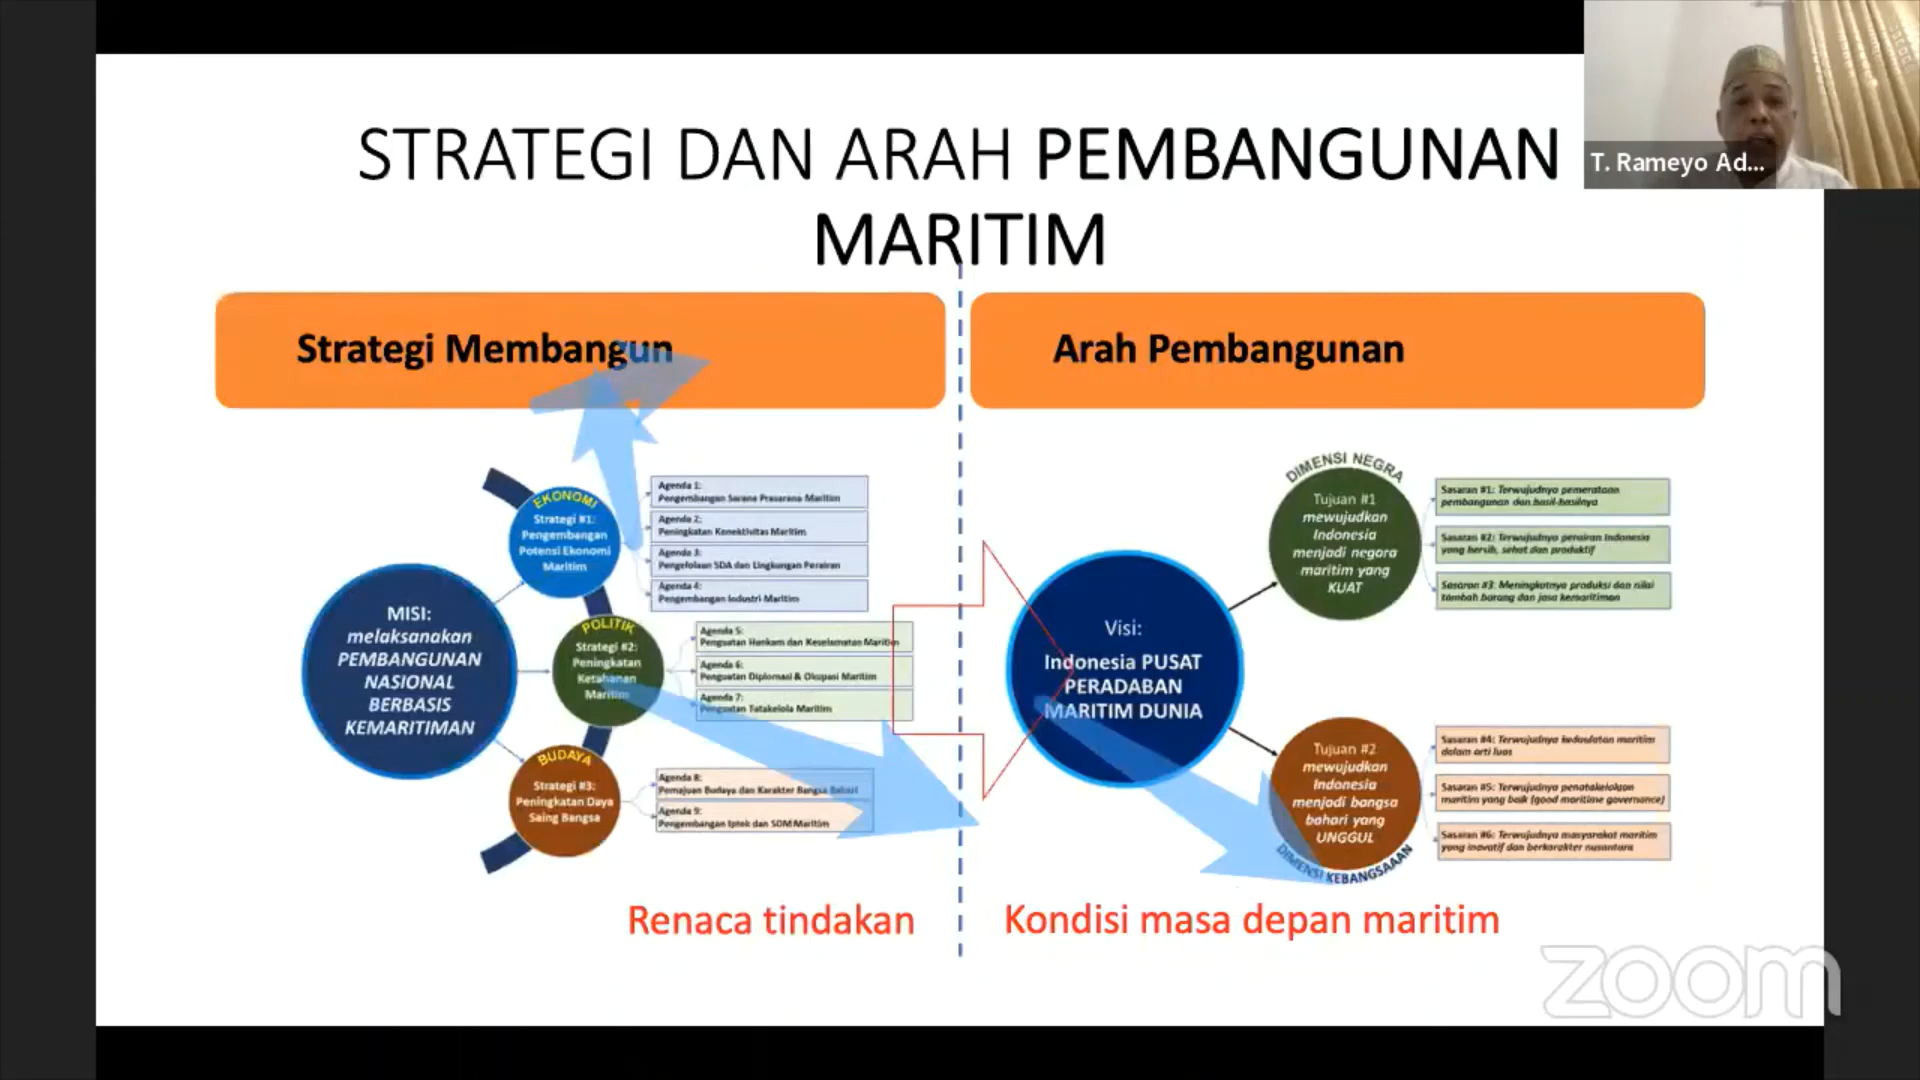 STRATEGI DAN ARAH PEMBANGUNAN
MARITIM
T. Rameyo Ad...
Strategi Membangun
Arah Pembangunan
MISI:
melaksanakan
PEMBANGUNAN
NASIONAL
BERBASIS
KEMARITIMAN
EKONOMI
Strategi #1:
Pengembangan
Potensi Ekonomi
Maritim
Agenda 1:
Pengembangan Sarana Prasarana Maritim
Agenda 2:
Peningkatan Konektivitas Maritim
Agenda 3:
Pengelolaan SDA dan Lingkungan Perairan
Agenda 4:
Pengembangan Industri Maritim
POLITIK
Strategi #2:
Peningkatan
Ketahanan
Maritim
Agenda 5:
Penguatan Hankam dan Keselamatan Maritim
Agenda 6:
Penguatan Diplomasi & Okupasi Maritim
Agenda 7:
Penguatan Tatakelola Maritim
BUDAYA
Strategi #3:
Peningkatan Daya
Saing Bangsa
Agenda 8:
Pemajuan Budaya dan Karakter Bangsa Bahari
Agenda 9:
Pengembangan Iptek dan SDM Maritim
Renaca tindakan
Visi:
Indonesia PUSAT
PERADABAN
MARITIM DUNIA
DIMENSI NEGRA
Tujuan #1
mewujudkan
Indonesia
menjadi negara
maritim yang
KUAT
Sasaran #1: Terwujudnya pemerataan
pembangunan dan hasil-hasilnya
Sasaran #2: Terwujudnya perairan Indonesia
yang bersih, sehat dan produktif
Sasaran #3: Meningkatnya produksi dan nilai
tambah barang dan jasa kemaritiman
Tujuan #2
mewujudkan
Indonesia
menjadi bangsa
bahari yang
UNGGUL
DIMENSI KEBANGSAAAN
Sasaran #4: Terwujudnya kedaulatan maritim
dalam arti luas
Sasaran #5: Terwujudnya penatakelolaan
maritim yang baik (good maritime governance)
Sasaran #6: Terwujudnya masyarakat maritim
yang inovatif dan berkarakter nusantara
Kondisi masa depan maritim
zoom